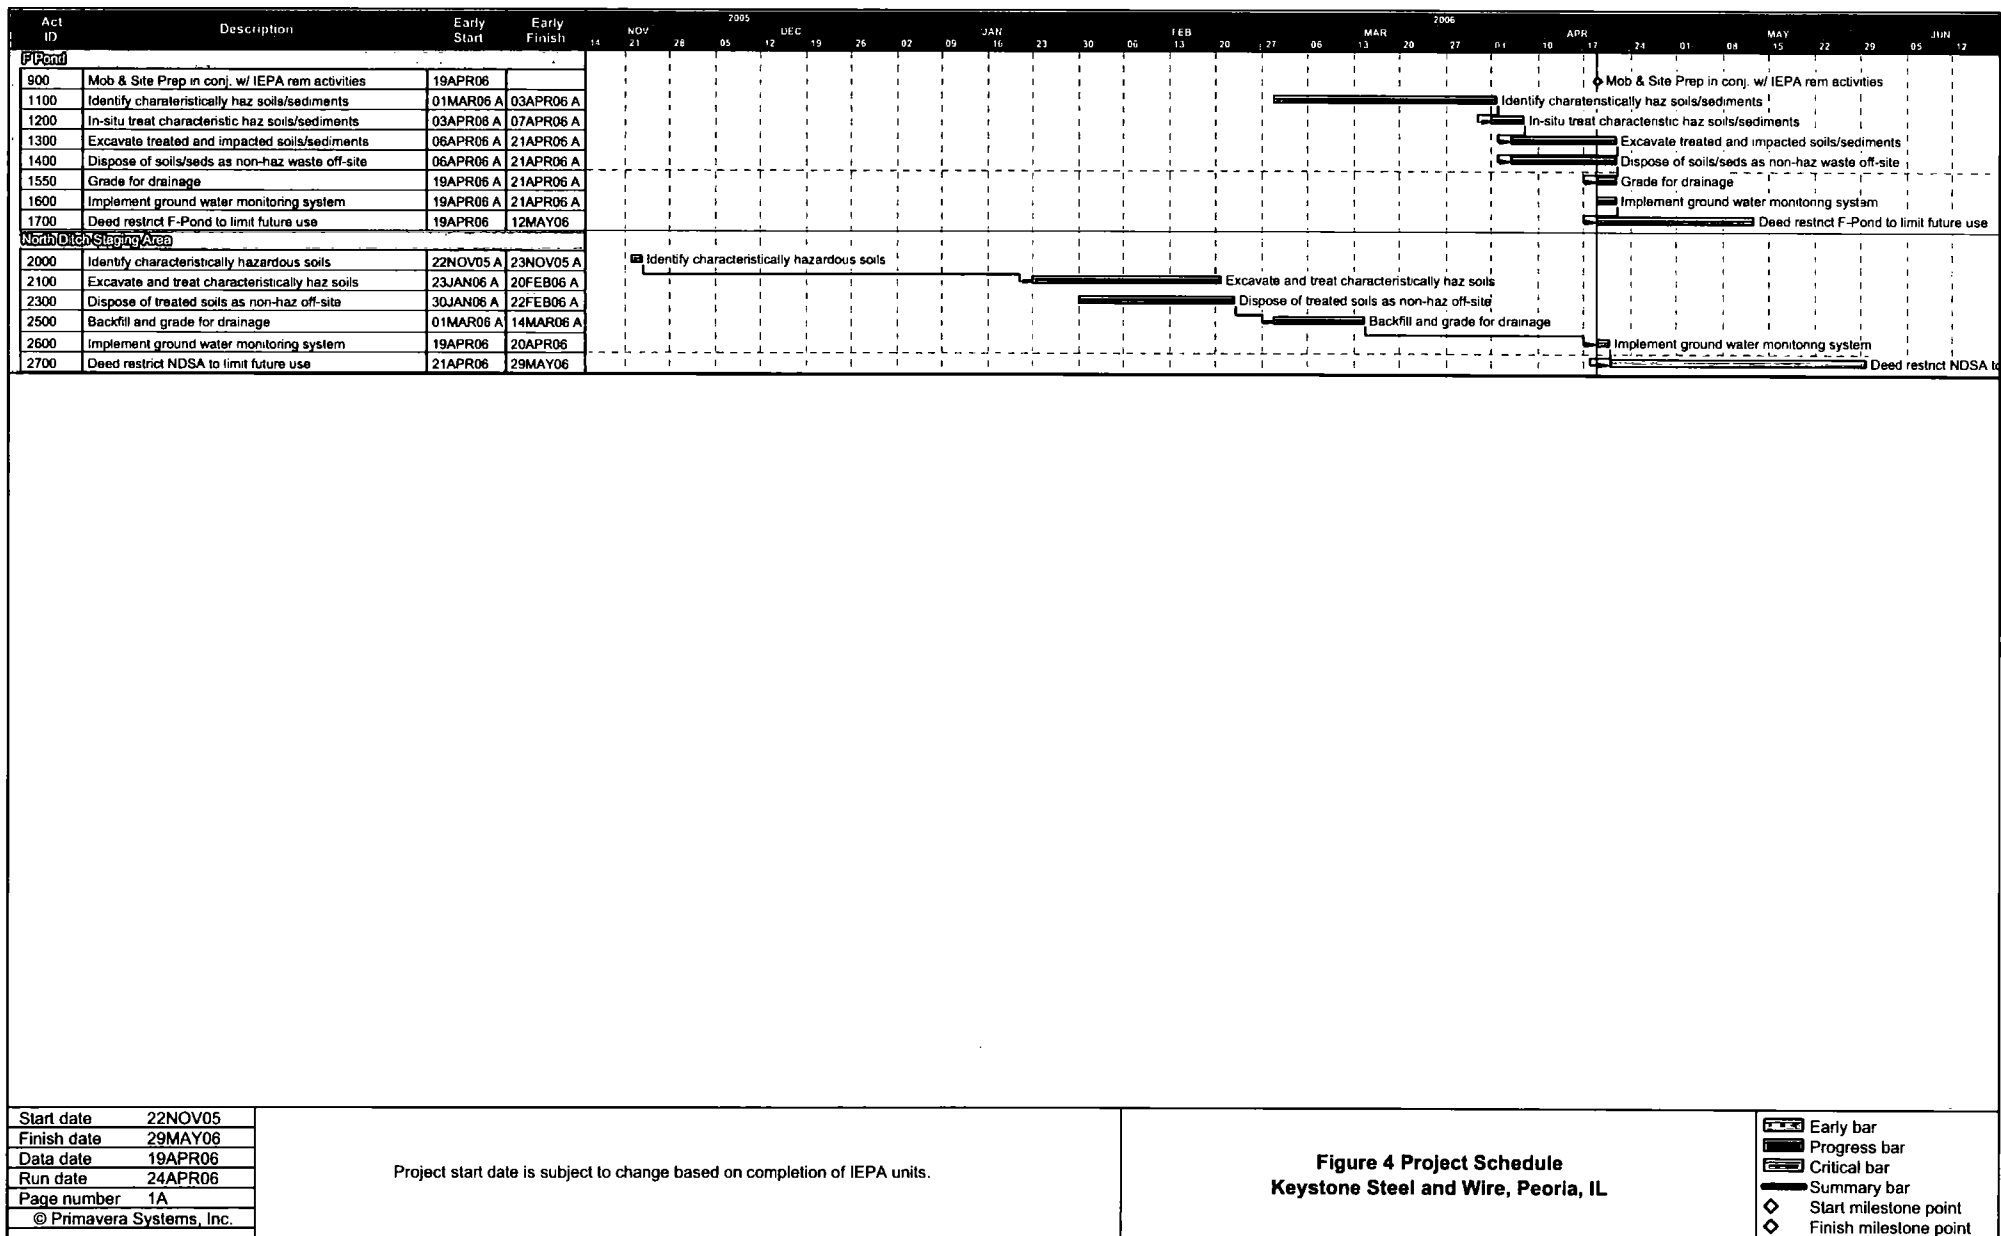 Act ID Description Early Start Early Finish
2005 2006
NOV DEC JAN FEB MAR APR MAY JUN
14 21 28 05 12 19 26 02 09 16 23 30 06 13 20 27 06 13 20 27 10 17 24 01 08 15 22 29 05 12
F Pond
900 Mob & Site Prep in conj. w/ IEPA rem activities 19APR06 Mob & Site Prep in conj. w/ IEPA rem activities
1100 Identify charateristically haz soils/sediments 01MAR06 A 03APR06 A Identify charateristically haz soils/sediments
1200 In-situ treat characteristic haz soils/sediments 03APR06 A 07APR06 A In-situ treat characteristic haz soils/sediments
1300 Excavate treated and impacted soils/sediments 06APR06 A 21APR06 A Excavate treated and impacted soils/sediments
1400 Dispose of soils/seds as non-haz waste off-site 06APR06 A 21APR06 A Dispose of soils/seds as non-haz waste off-site
1550 Grade for drainage 19APR06 A 21APR06 A Grade for drainage
1600 Implement ground water monitoring system 19APR06 A 21APR06 A Implement ground water monitoring system
1700 Deed restrict F-Pond to limit future use 19APR06 12MAY06 Deed restrict F-Pond to limit future use
North Ditch Staging Area
2000 Identify characteristically hazardous soils 22NOV05 A 23NOV05 A Identify characteristically hazardous soils
2100 Excavate and treat characteristically haz soils 23JAN06 A 20FEB06 A Excavate and treat characteristically haz soils
2300 Dispose of treated soils as non-haz off-site 30JAN06 A 22FEB06 A Dispose of treated soils as non-haz off-site
2500 Backfill and grade for drainage 01MAR06 A 14MAR06 A Backfill and grade for drainage
2600 Implement ground water monitoring system 19APR06 20APR06 Implement ground water monitoring system
2700 Deed restrict NDSA to limit future use 21APR06 29MAY06 Deed restrict NDSA to
Start date 22NOV05
Finish date 29MAY06
Data date 19APR06
Run date 24APR06
Page number 1A
© Primavera Systems, Inc.
Project start date is subject to change based on completion of IEPA units.
Figure 4 Project Schedule
Keystone Steel and Wire, Peoria, IL
Early bar
Progress bar
Critical bar
Summary bar
Start milestone point
Finish milestone point